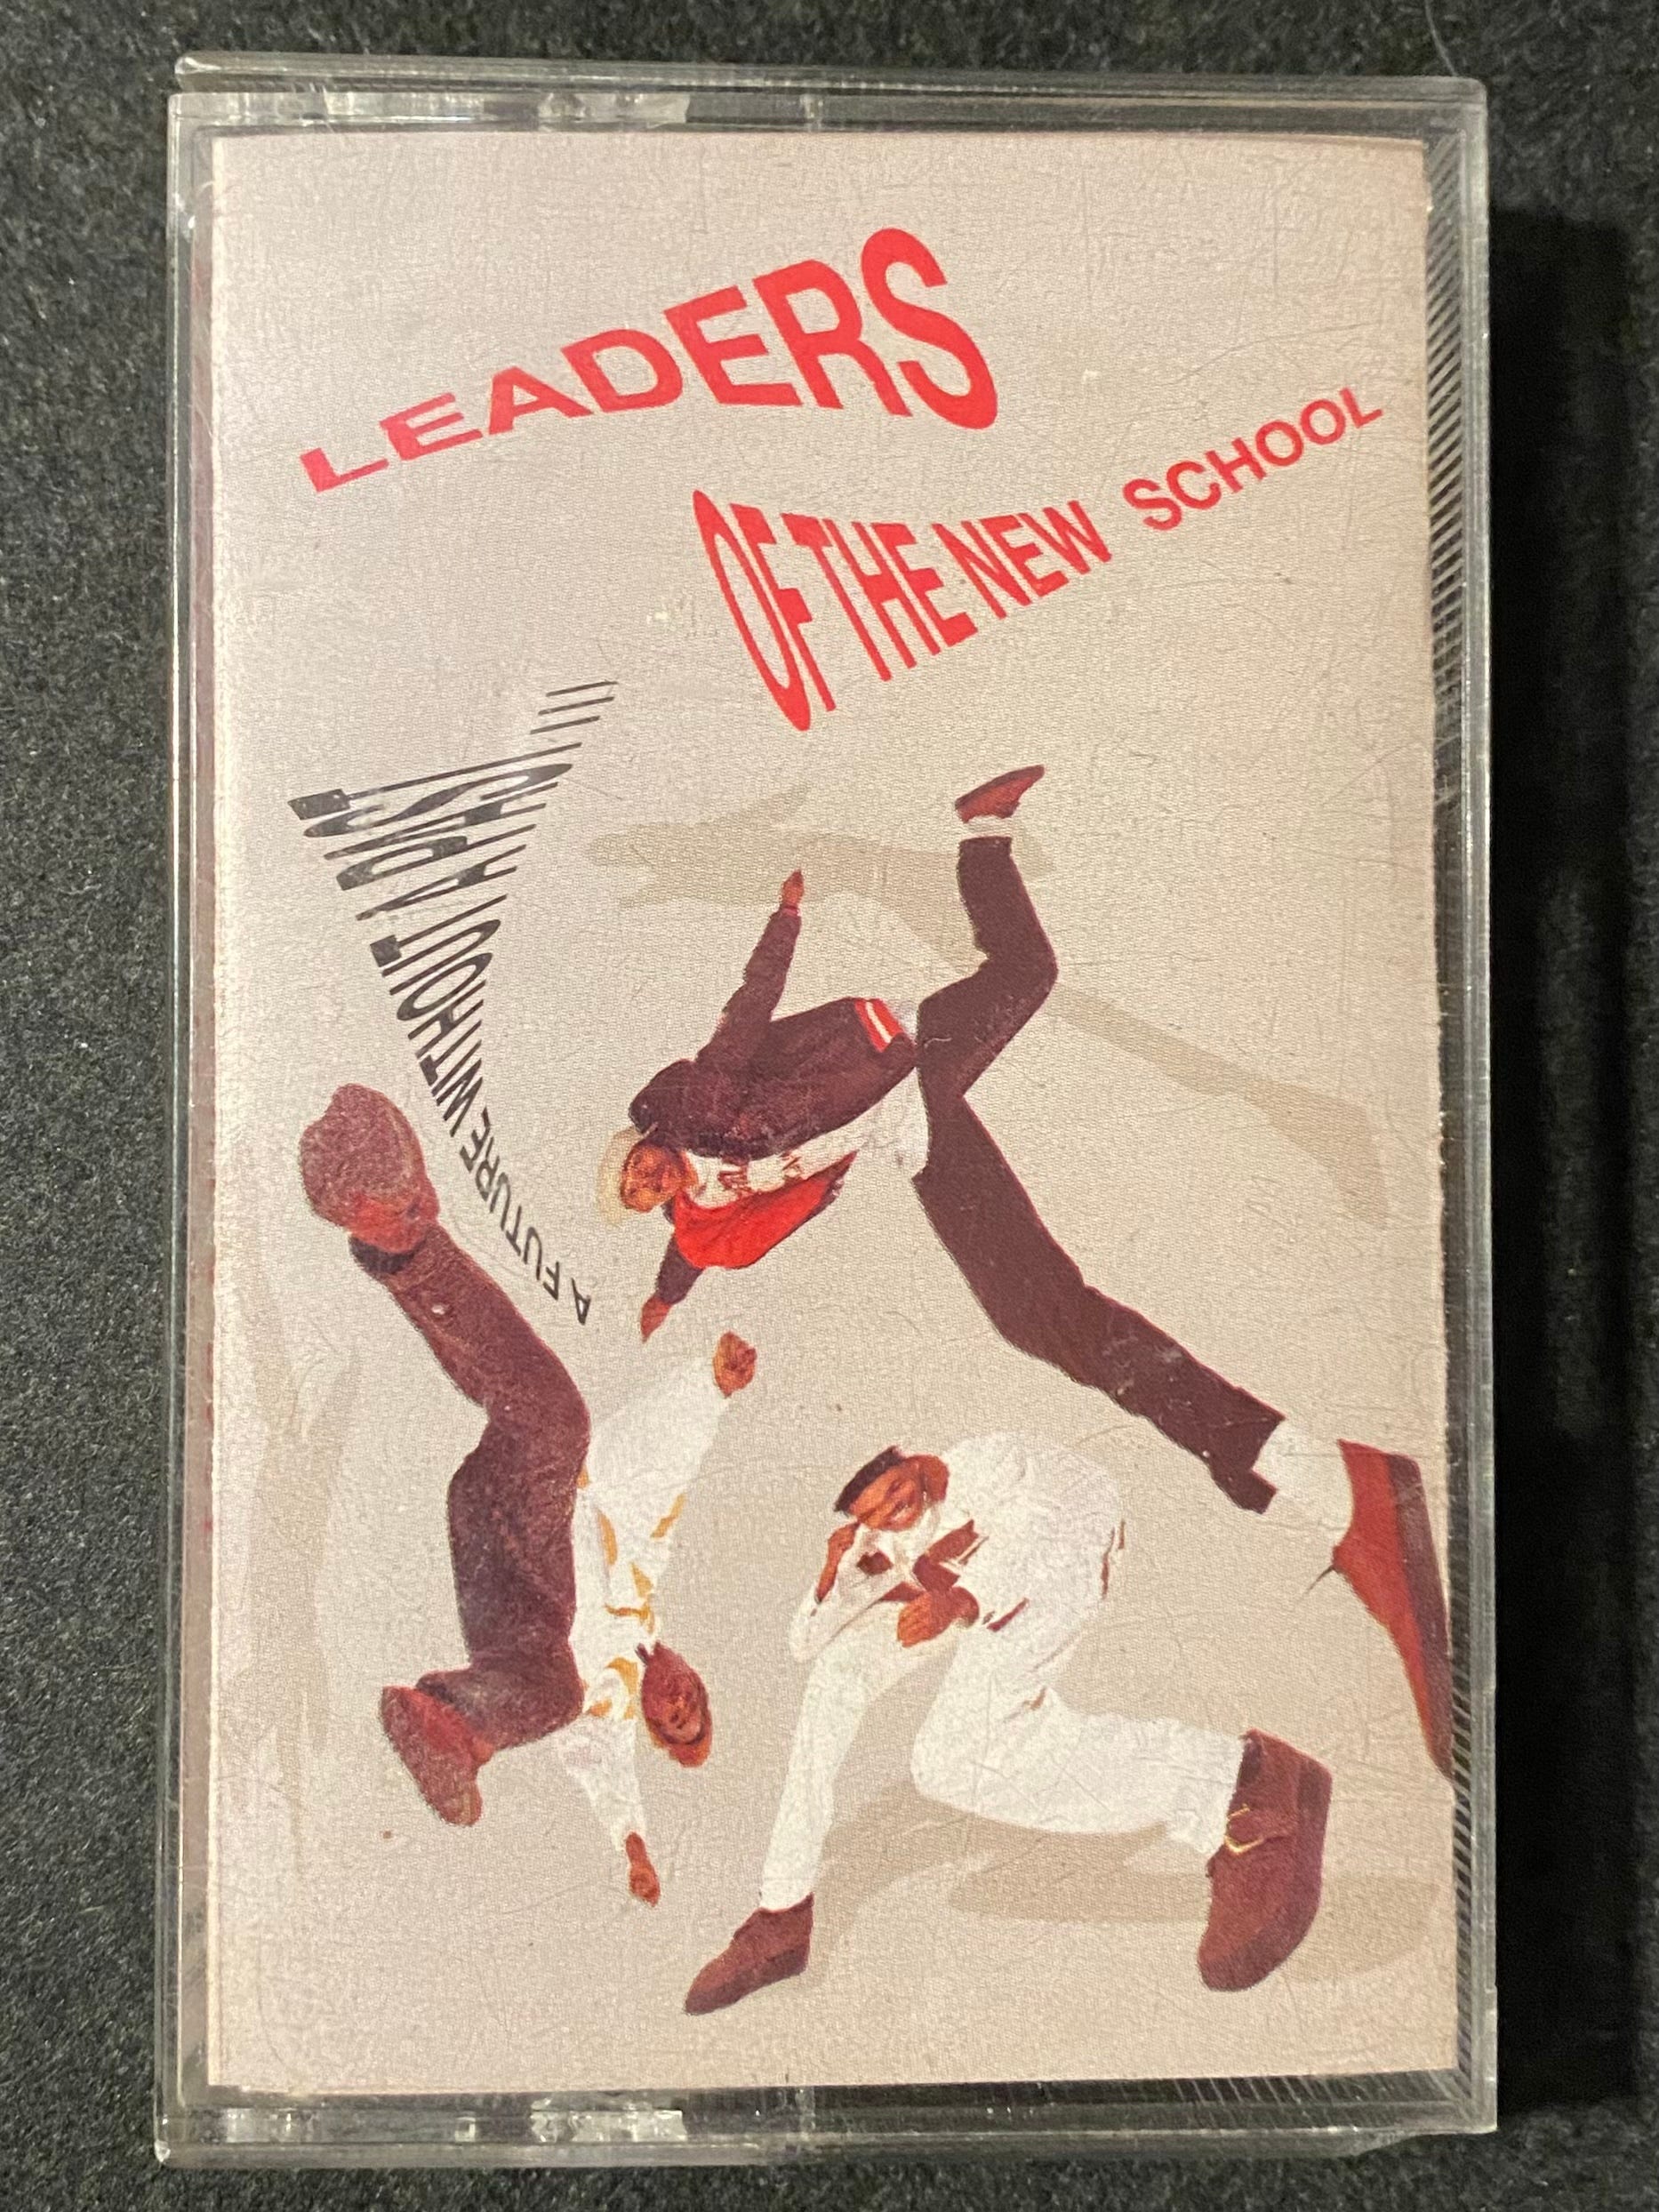 LEADERS
OF THE NEW SCHOOL
A FUTURE WITHOUT A PAST...